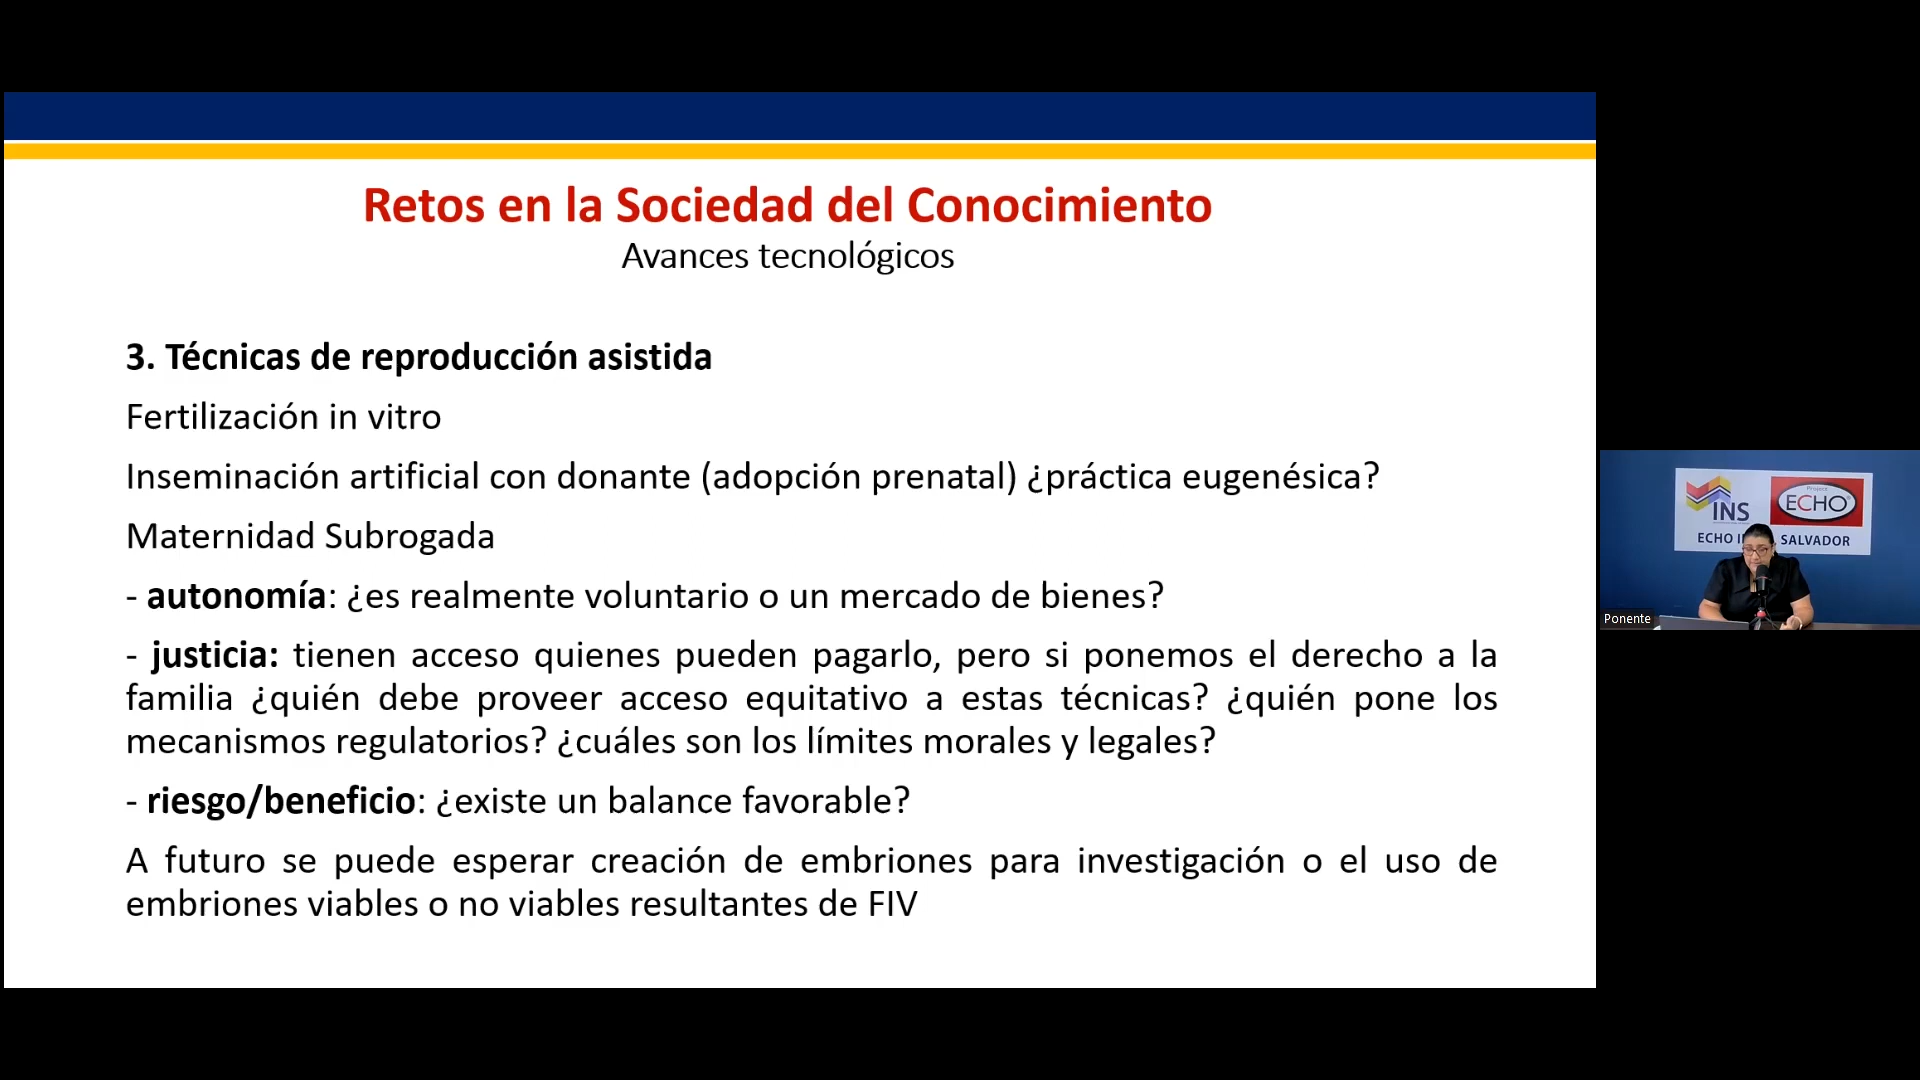 Retos en la Sociedad del Conocimiento
Avances tecnológicos
3. Técnicas de reproducción asistida
Fertilización in vitro
Inseminación artificial con donante (adopción prenatal) ¿práctica eugenésica?
Maternidad Subrogada
- autonomía: ¿es realmente voluntario o un mercado de bienes?
- justicia: tienen acceso quienes pueden pagarlo, pero si ponemos el derecho a la
familia ¿quién debe proveer acceso equitativo a estas técnicas? ¿quién pone los
mecanismos regulatorios? ¿cuáles son los límites morales y legales?
- riesgo/beneficio: ¿existe un balance favorable?
A futuro se puede esperar creación de embriones para investigación o el uso de
embriones viables o no viables resultantes de FIV
INS
Project
ECHO
ECHO SALVADOR
Ponente